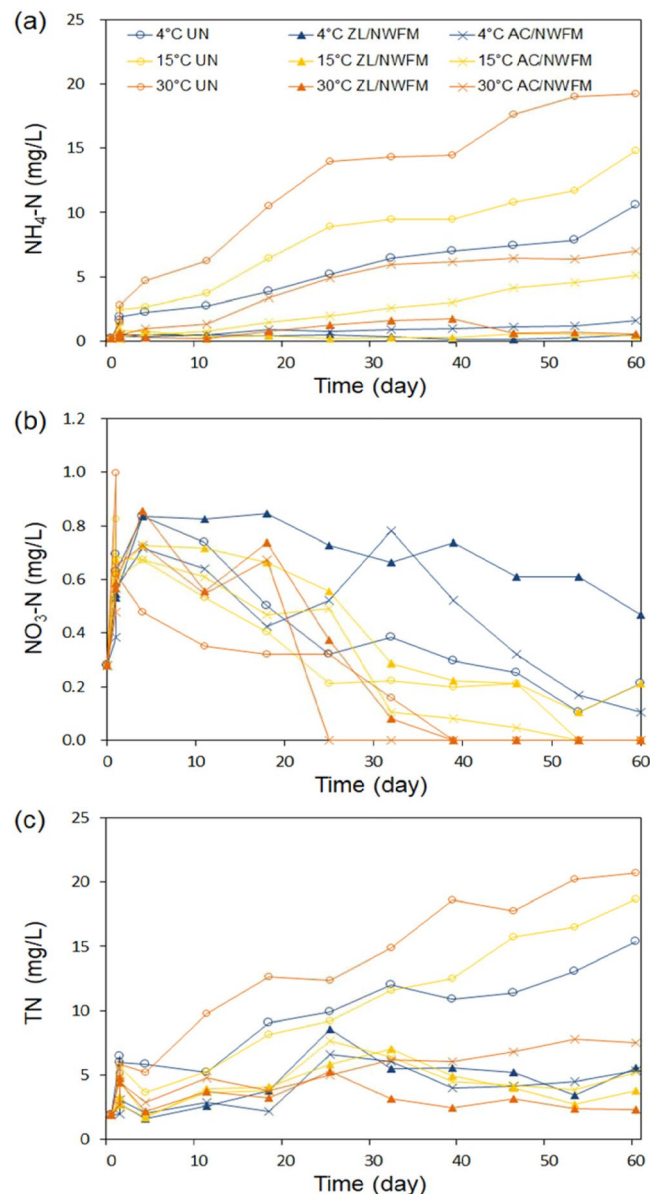 (a)
4°C UN 4°C ZL/NWFM 4°C AC/NWFM
15°C UN 15°C ZL/NWFM 15°C AC/NWFM
30°C UN 30°C ZL/NWFM 30°C AC/NWFM
NH₄-N (mg/L)
25
20
15
10
5
0
0 10 20 30 40 50 60
Time (day)
(b)
NO₃-N (mg/L)
1.2
1.0
0.8
0.6
0.4
0.2
0.0
0 10 20 30 40 50 60
Time (day)
(c)
TN (mg/L)
25
20
15
10
5
0
0 10 20 30 40 50 60
Time (day)